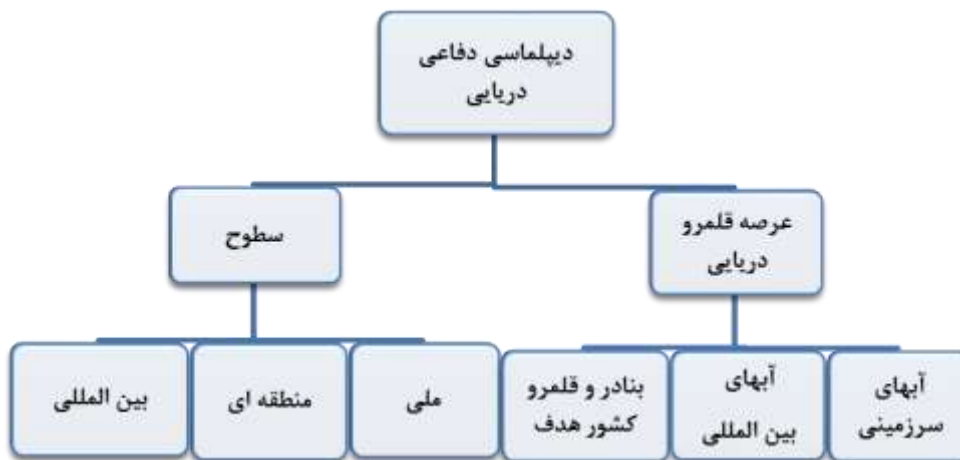 دیپلماسی دفاعی
دریایی
عرصه قلمرو
دریایی
سطوح
آبهای
سرزمینی
آبهای
بین المللی
بنادر و قلمرو
کشور هدف
ملی
منطقه ای
بین المللی